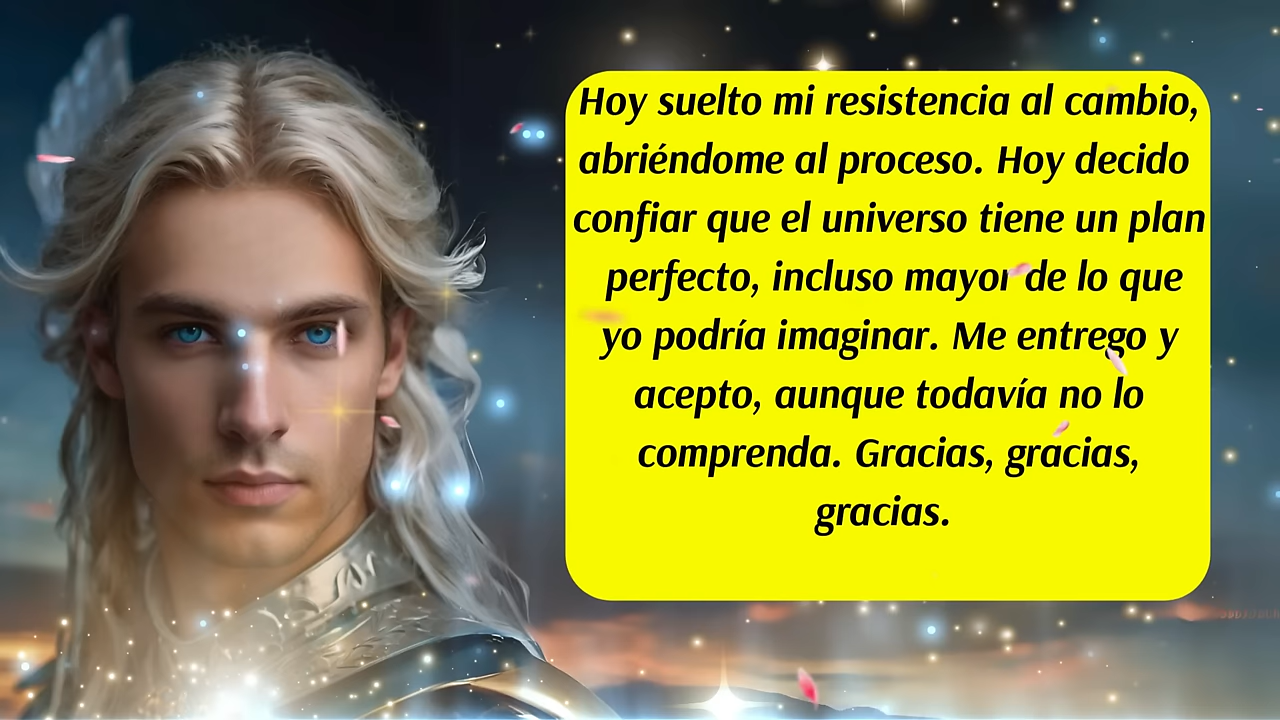 Hoy suelto mi resistencia al cambio,
abriéndome al proceso. Hoy decido
confiar que el universo tiene un plan
perfecto, incluso mayor de lo que
yo podría imaginar. Me entrego y
acepto, aunque todavía no lo
comprenda. Gracias, gracias,
gracias.